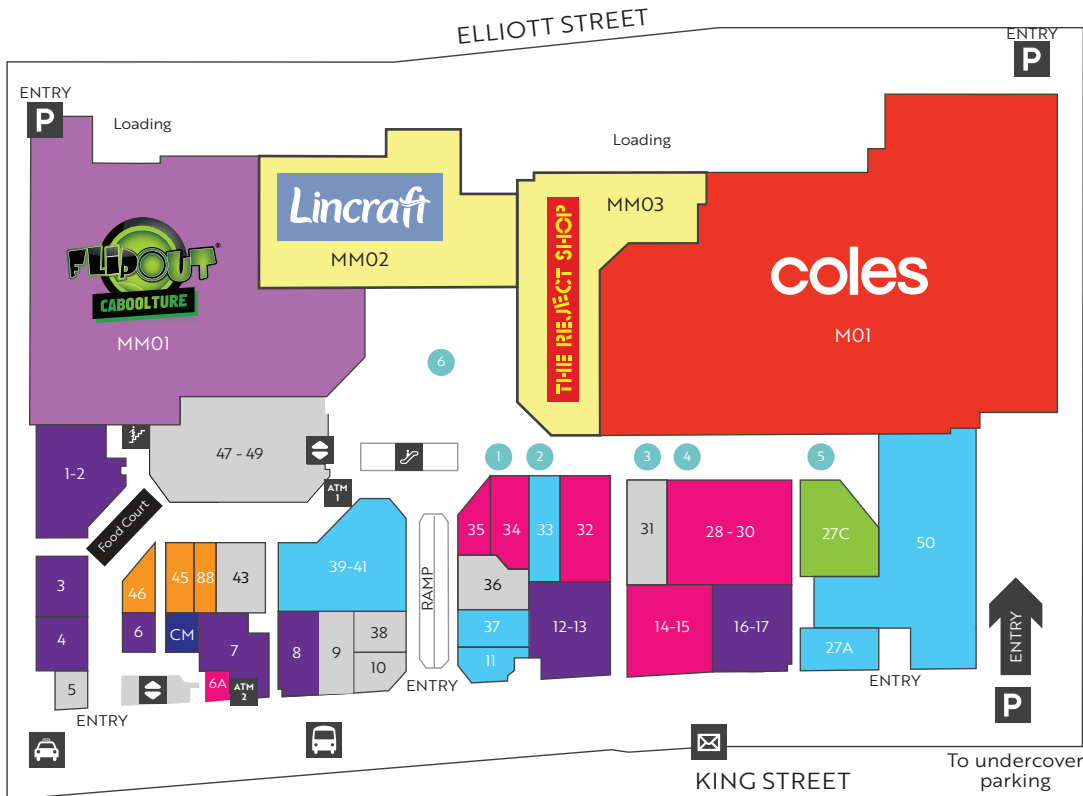 ELLIOTT STREET
ENTRY
P
ENTRY
P
Loading
Loading
Lincraft
MM02
THE REJECT SHOP
MM03
FLIPOUT®
CABOOLTURE
MM01
coles
M01
6
1
2
3
4
5
1-2
47 - 49
ATM
1
Food Court
35
34
33
32
31
28 - 30
27C
50
39-41
RAMP
36
3
46
45
88
43
4
6
CM
7
8
9
38
10
37
11
12-13
14-15
16-17
27A
5
6A
ATM
2
ENTRY
ENTRY
ENTRY
ENTRY
P
KING STREET
To undercover
parking